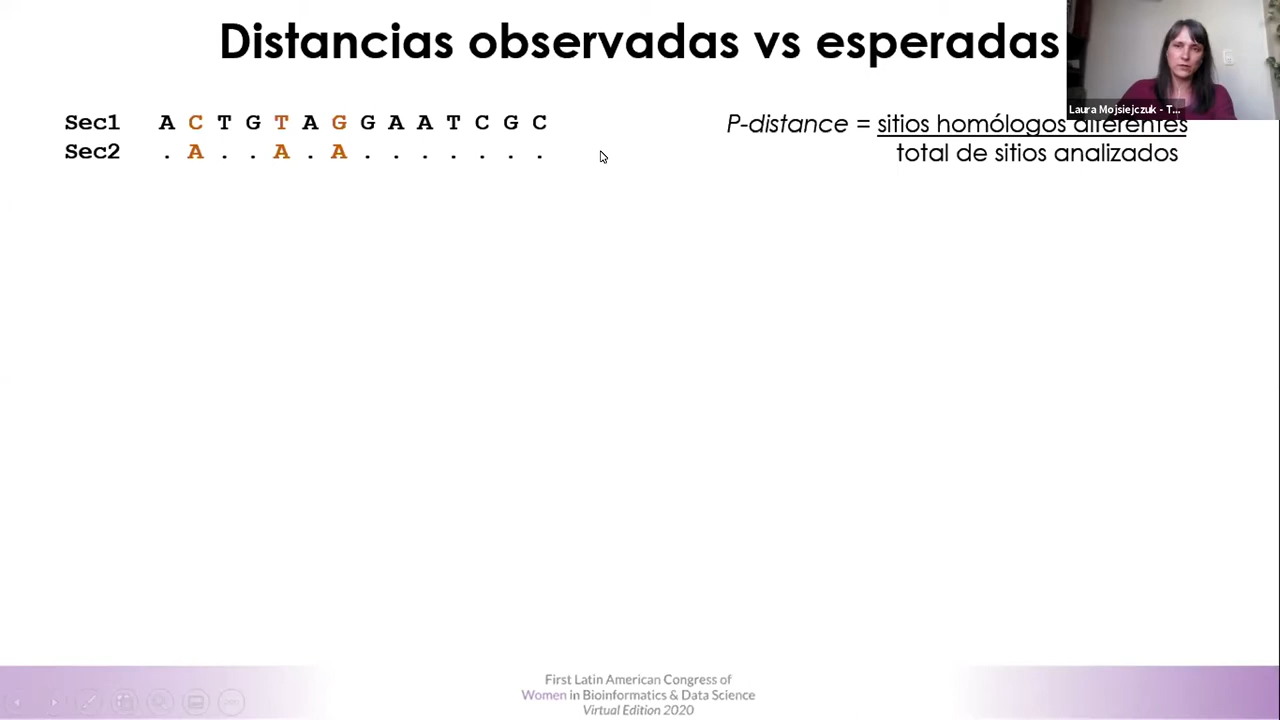 Distancias observadas vs esperadas
Laura Mojsiejczuk - T...
Sec1 A C T G T A G G A A T C G C
Sec2 . A . . A . A . . . . . . .
P-distance = sitios homólogos diferentes
total de sitios analizados
First Latin American Congress of
Women in Bioinformatics & Data Science
Virtual Edition 2020